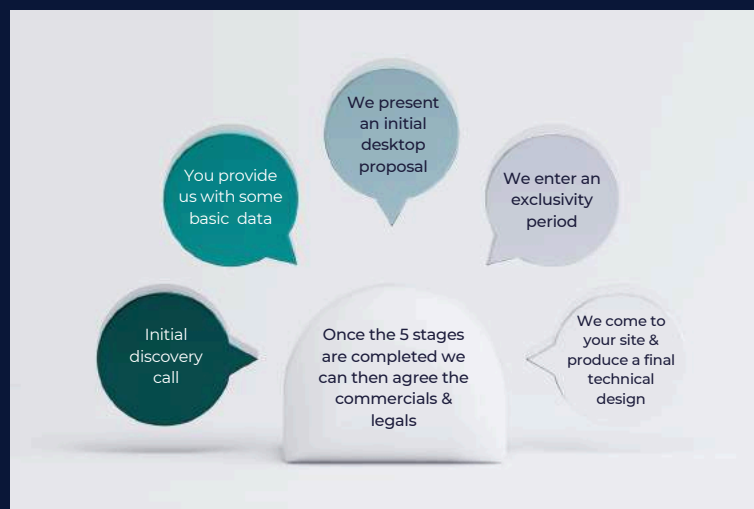 Initial
discovery
call
You provide
us with some
basic data
We present
an initial
desktop
proposal
We enter an
exclusivity
period
We come to
your site &
produce a final
technical
design
Once the 5 stages
are completed we
can then agree the
commercials &
legals